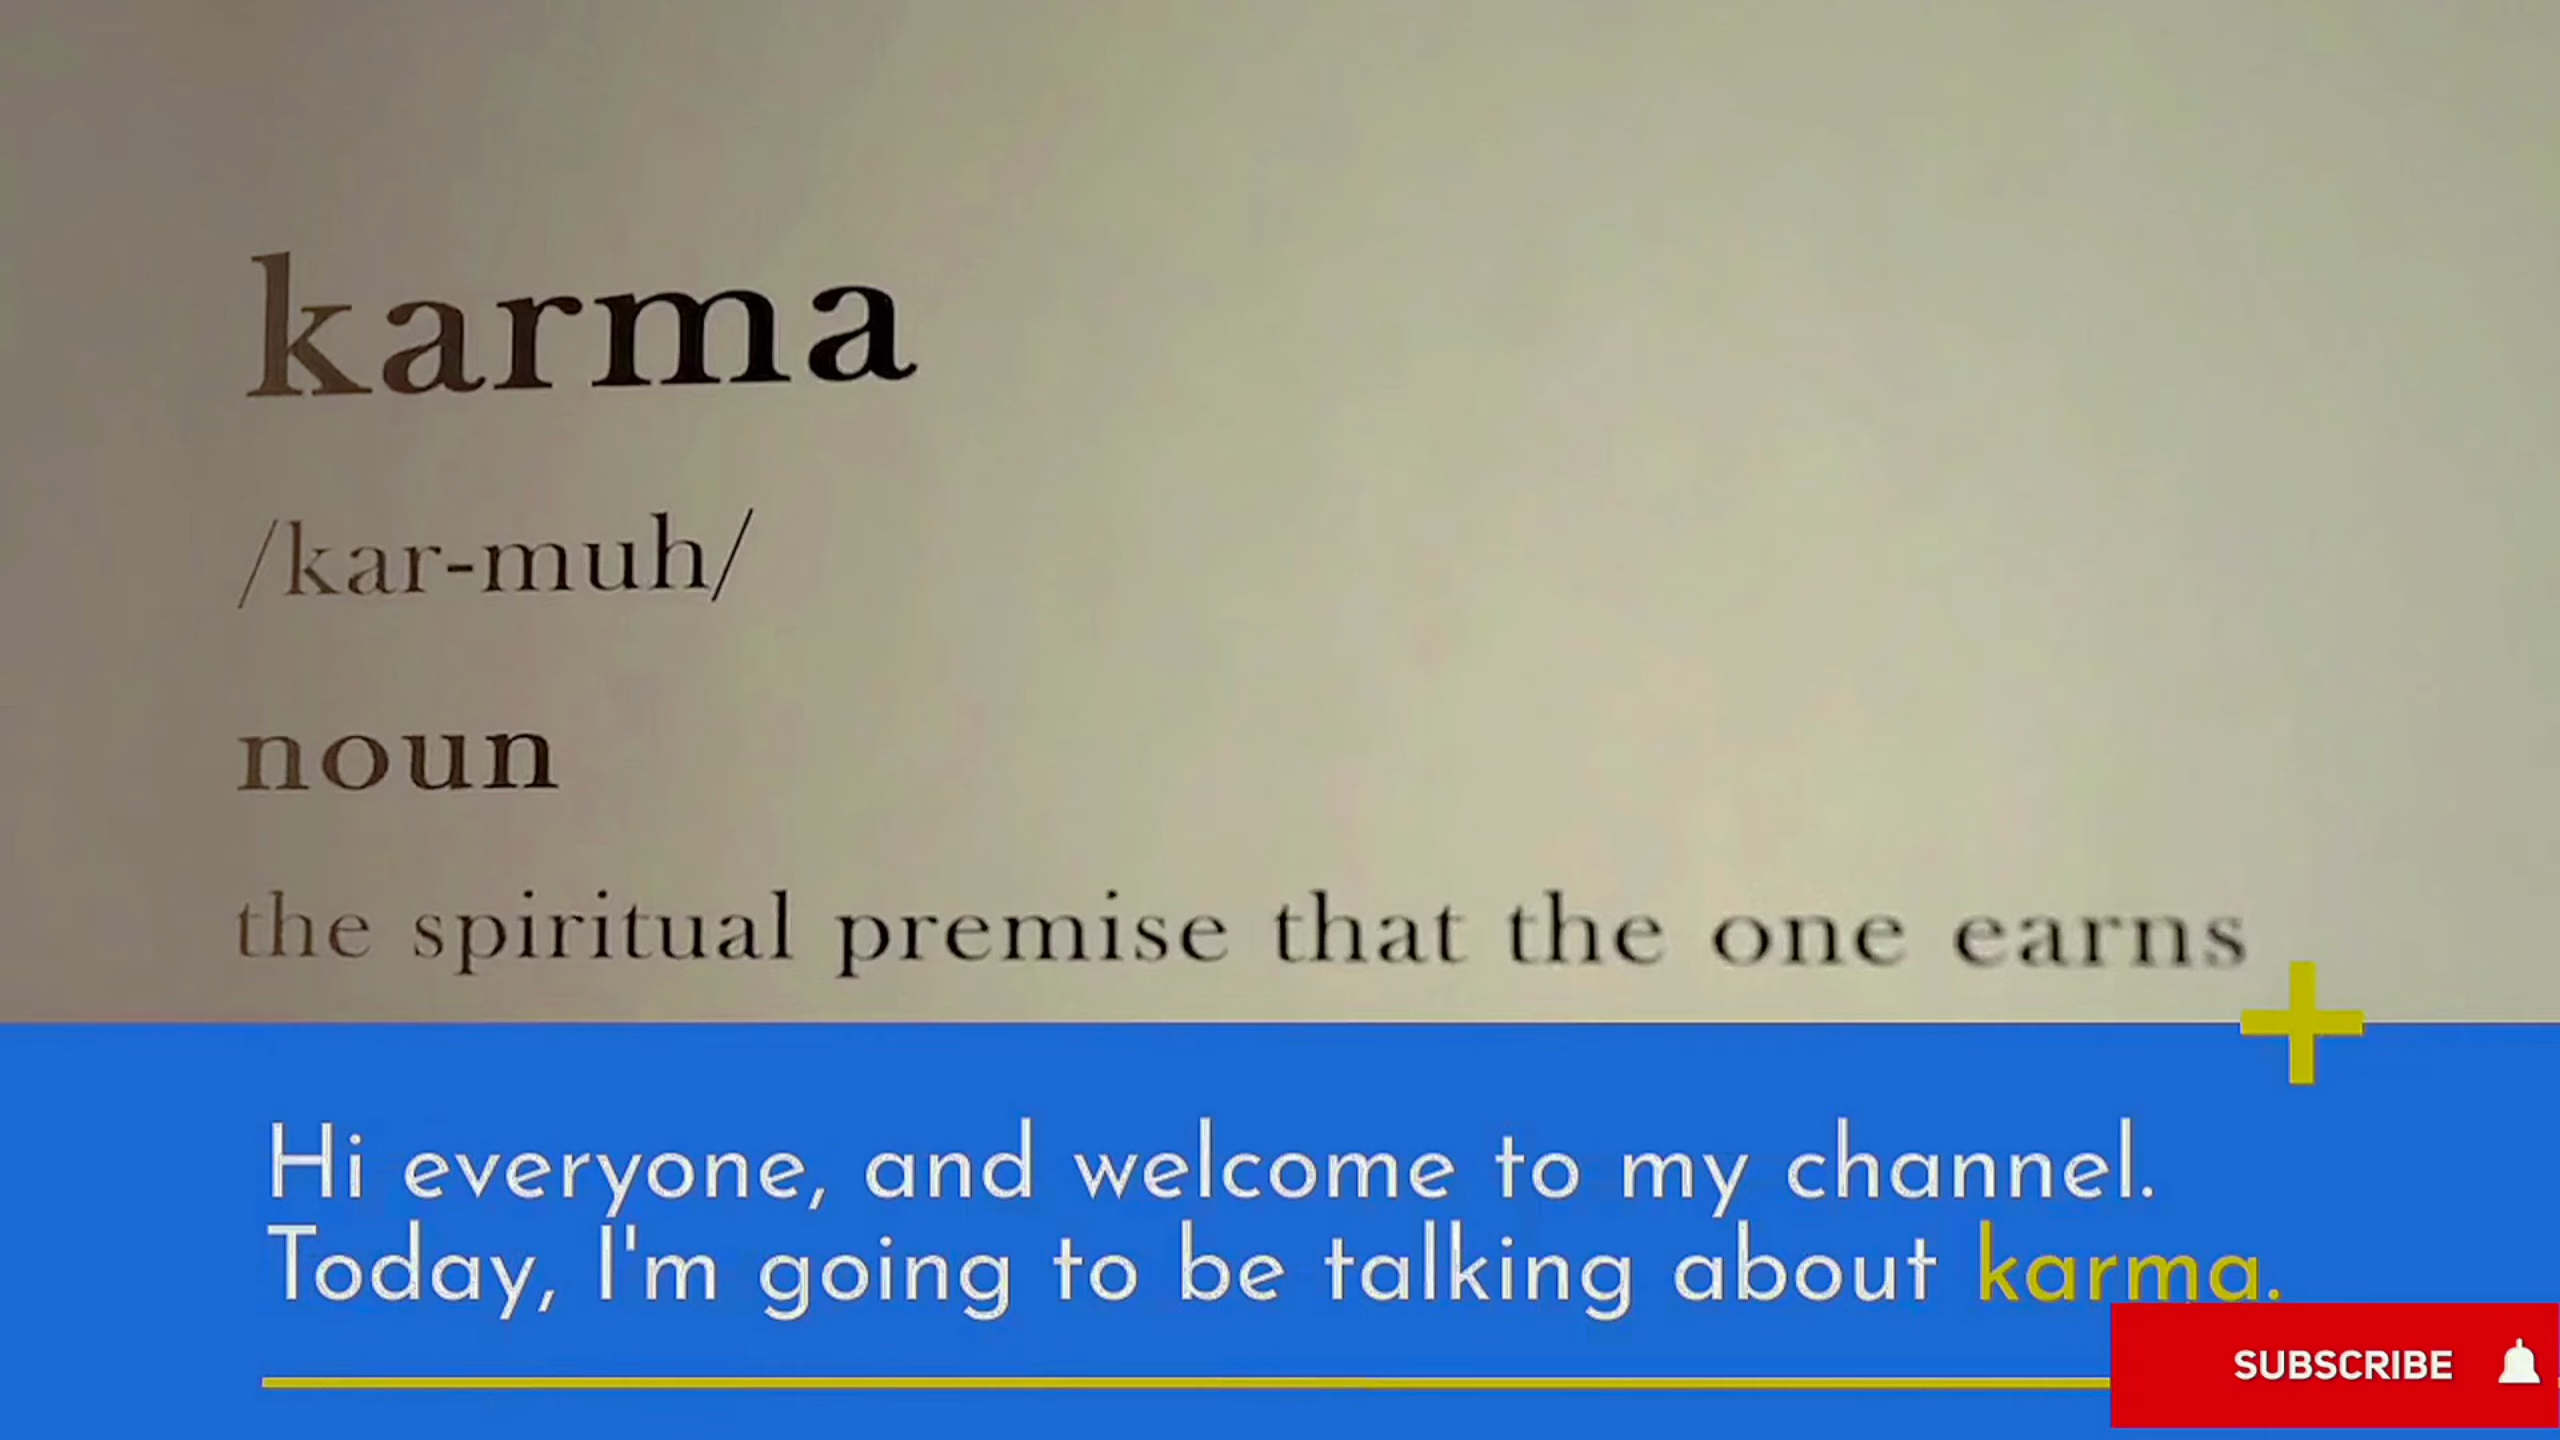 karma
/kar-muh/
noun
the spiritual premise that the one earns
Hi everyone, and welcome to my channel.
Today, I'm going to be talking about karma.
SUBSCRIBE